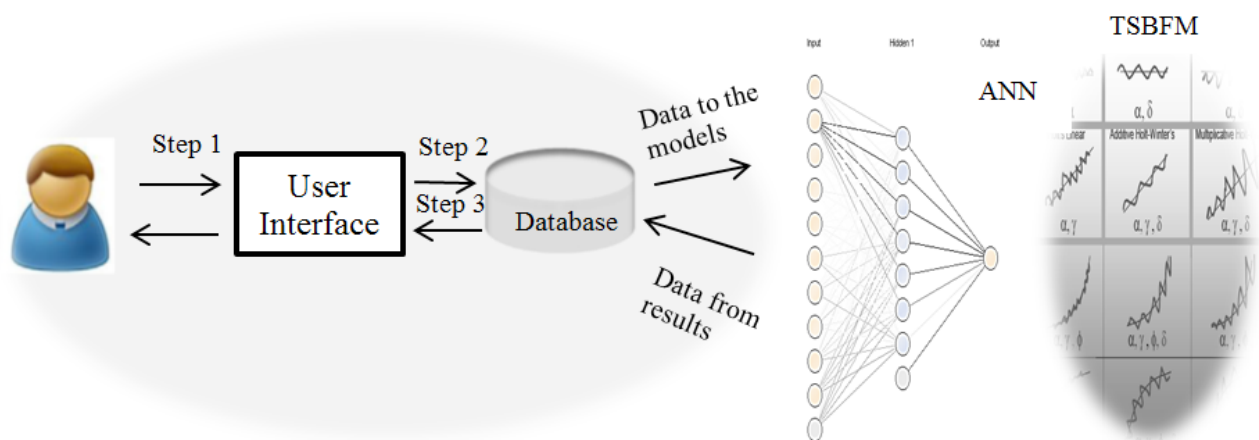 Step 1
User
Interface
Step 2
Step 3
Database
Data to the
models
Data from
results
Input
Hidden 1
Output
ANN
TSBFM
α, δ
Linear
Additive Holt-Winter's
Multiplicative
α, γ
α, γ, δ
α, γ, δ
γ, ϕ
α, γ, ϕ, δ
α, γ,